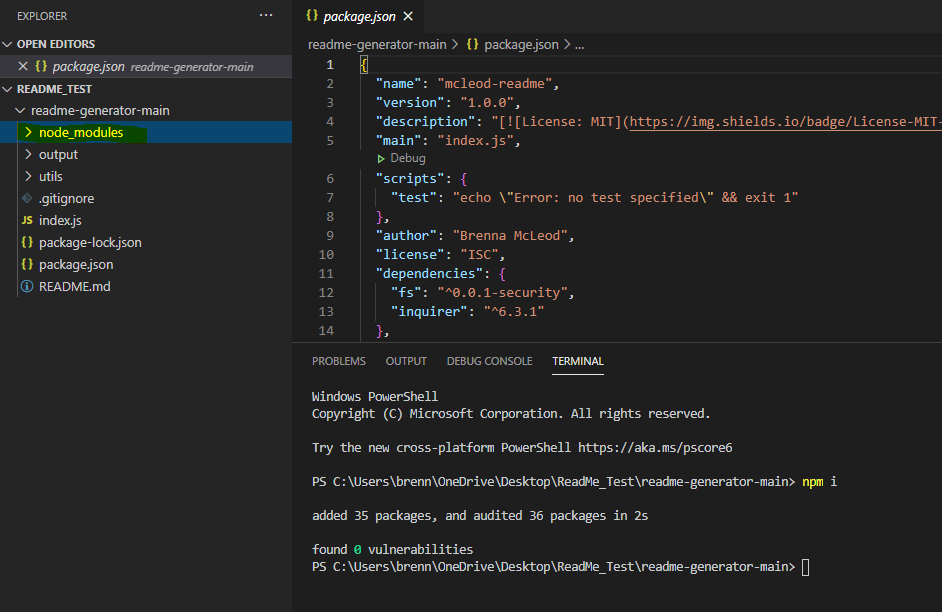 EXPLORER
···
OPEN EDITORS
{} package.json readme-generator-main
README_TEST
readme-generator-main
node_modules
output
utils
.gitignore
JS index.js
{} package-lock.json
{} package.json
README.md
{} package.json
readme-generator-main > {} package.json > ...
1 {
2 "name": "mcleod-readme",
3 "version": "1.0.0",
4 "description": "[![License: MIT](https://img.shields.io/badge/License-MIT-
5 "main": "index.js",
Debug
6 "scripts": {
7 "test": "echo \"Error: no test specified\" && exit 1"
8 },
9 "author": "Brenna McLeod",
10 "license": "ISC",
11 "dependencies": {
12 "fs": "^0.0.1-security",
13 "inquirer": "^6.3.1"
14 },
PROBLEMS OUTPUT DEBUG CONSOLE TERMINAL
Windows PowerShell
Copyright (C) Microsoft Corporation. All rights reserved.
Try the new cross-platform PowerShell https://aka.ms/pscore6
PS C:\Users\brenn\OneDrive\Desktop\ReadMe_Test\readme-generator-main> npm i
added 35 packages, and audited 36 packages in 2s
found 0 vulnerabilities
PS C:\Users\brenn\OneDrive\Desktop\ReadMe_Test\readme-generator-main>